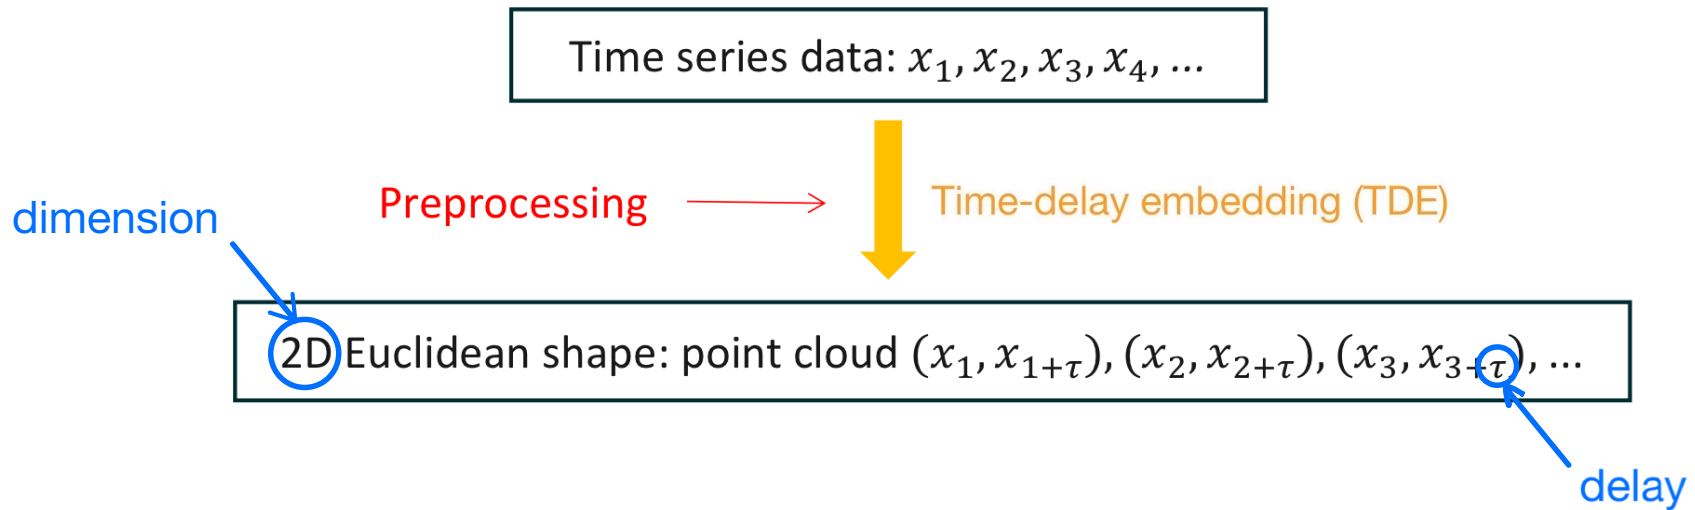 Time series data: 𝑥₁, 𝑥₂, 𝑥₃, 𝑥₄, …
Preprocessing
Time-delay embedding (TDE)
dimension
2D Euclidean shape: point cloud (𝑥₁, 𝑥₁₊τ), (𝑥₂, 𝑥₂₊τ), (𝑥₃, 𝑥₃₊τ), …
delay